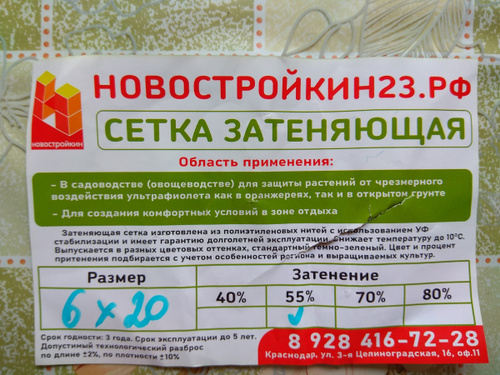 НОВОСТРОЙКИН23.РФ
НОВОСТРОЙКИН
СЕТКА ЗАТЕНЯЮЩАЯ
Область применения:
- В садоводстве (овощеводстве) для защиты растений от чрезмерного
воздействия ультрафиолета как в оранжереях, так и в открытом грунте
- Для создания комфортных условий в зоне отдыха
Затеняющая сетка изготовлена из полиэтиленовых нитей с использованием УФ
стабилизации и имеет гарантию долголетней эксплуатации. Снижает температуру до 10°С.
Выпускается в разных цветовых оттенках, стандартный темно-зеленый. Цвет и процент
применения подбирается с учетом особенностей региона и выращиваемых культур.
Размер
Затенение
6 x 20
40% 55% 70% 80%
Срок годности: 3 года. Срок эксплуатации до 5 лет.
Допустимый технологический разброс
по длине ±2%, по плотности ±10%
8 928 416-72-28
Краснодар, ул. 3-я Целиноградская, 16, оф.11